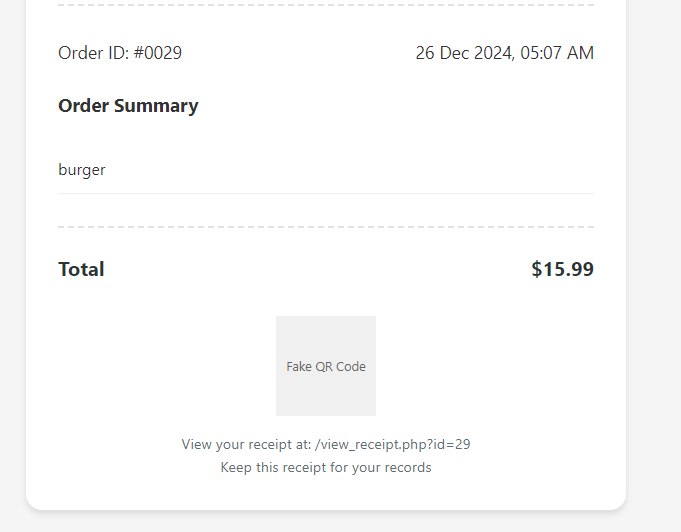 Order ID: #0029 26 Dec 2024, 05:07 AM
Order Summary
burger
Total $15.99
Fake QR Code
View your receipt at: /view_receipt.php?id=29
Keep this receipt for your records